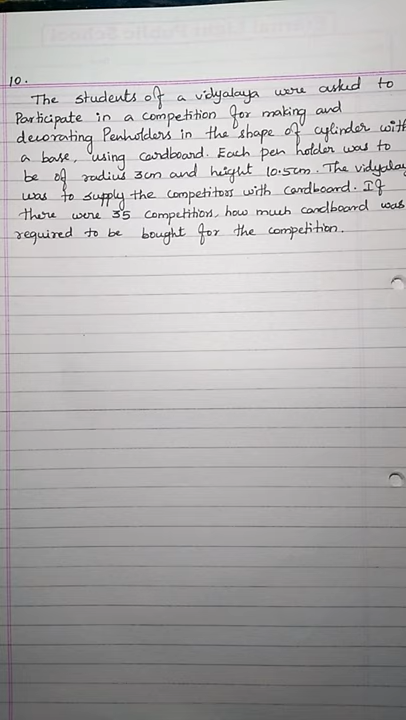 10.
The students of a vidyalaya were asked to
Participate in a competition for making and
decorating Penholders in the shape of cylinder with
a base, using cardboard. Each pen holder was to
be of radius 3cm and height 10.5cm. The vidyalay
was to supply the competitors with cardboard. If
there were 35 competitors, how much cardboard was
required to be bought for the competition.